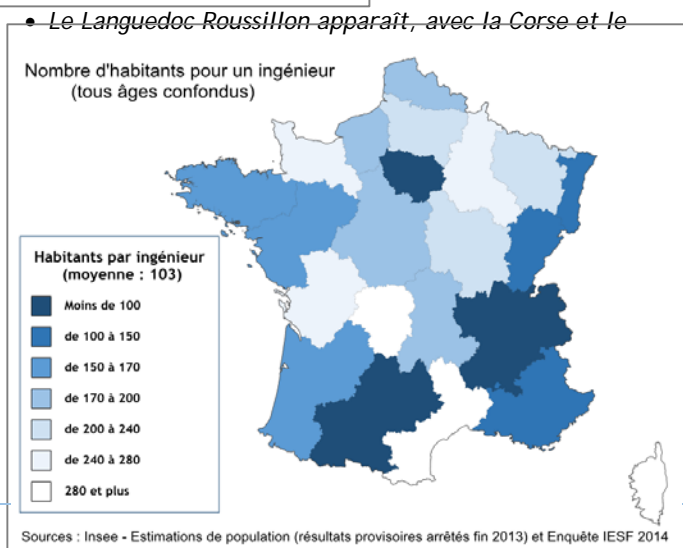 • Le Languedoc Roussillon apparaît, avec la Corse et le
Nombre d'habitants pour un ingénieur
(tous âges confondus)
Habitants par ingénieur
(moyenne : 103)
Moins de 100
de 100 à 150
de 150 à 170
de 170 à 200
de 200 à 240
de 240 à 280
280 et plus
Sources : Insee - Estimations de population (résultats provisoires arrêtés fin 2013) et Enquête IESF 2014